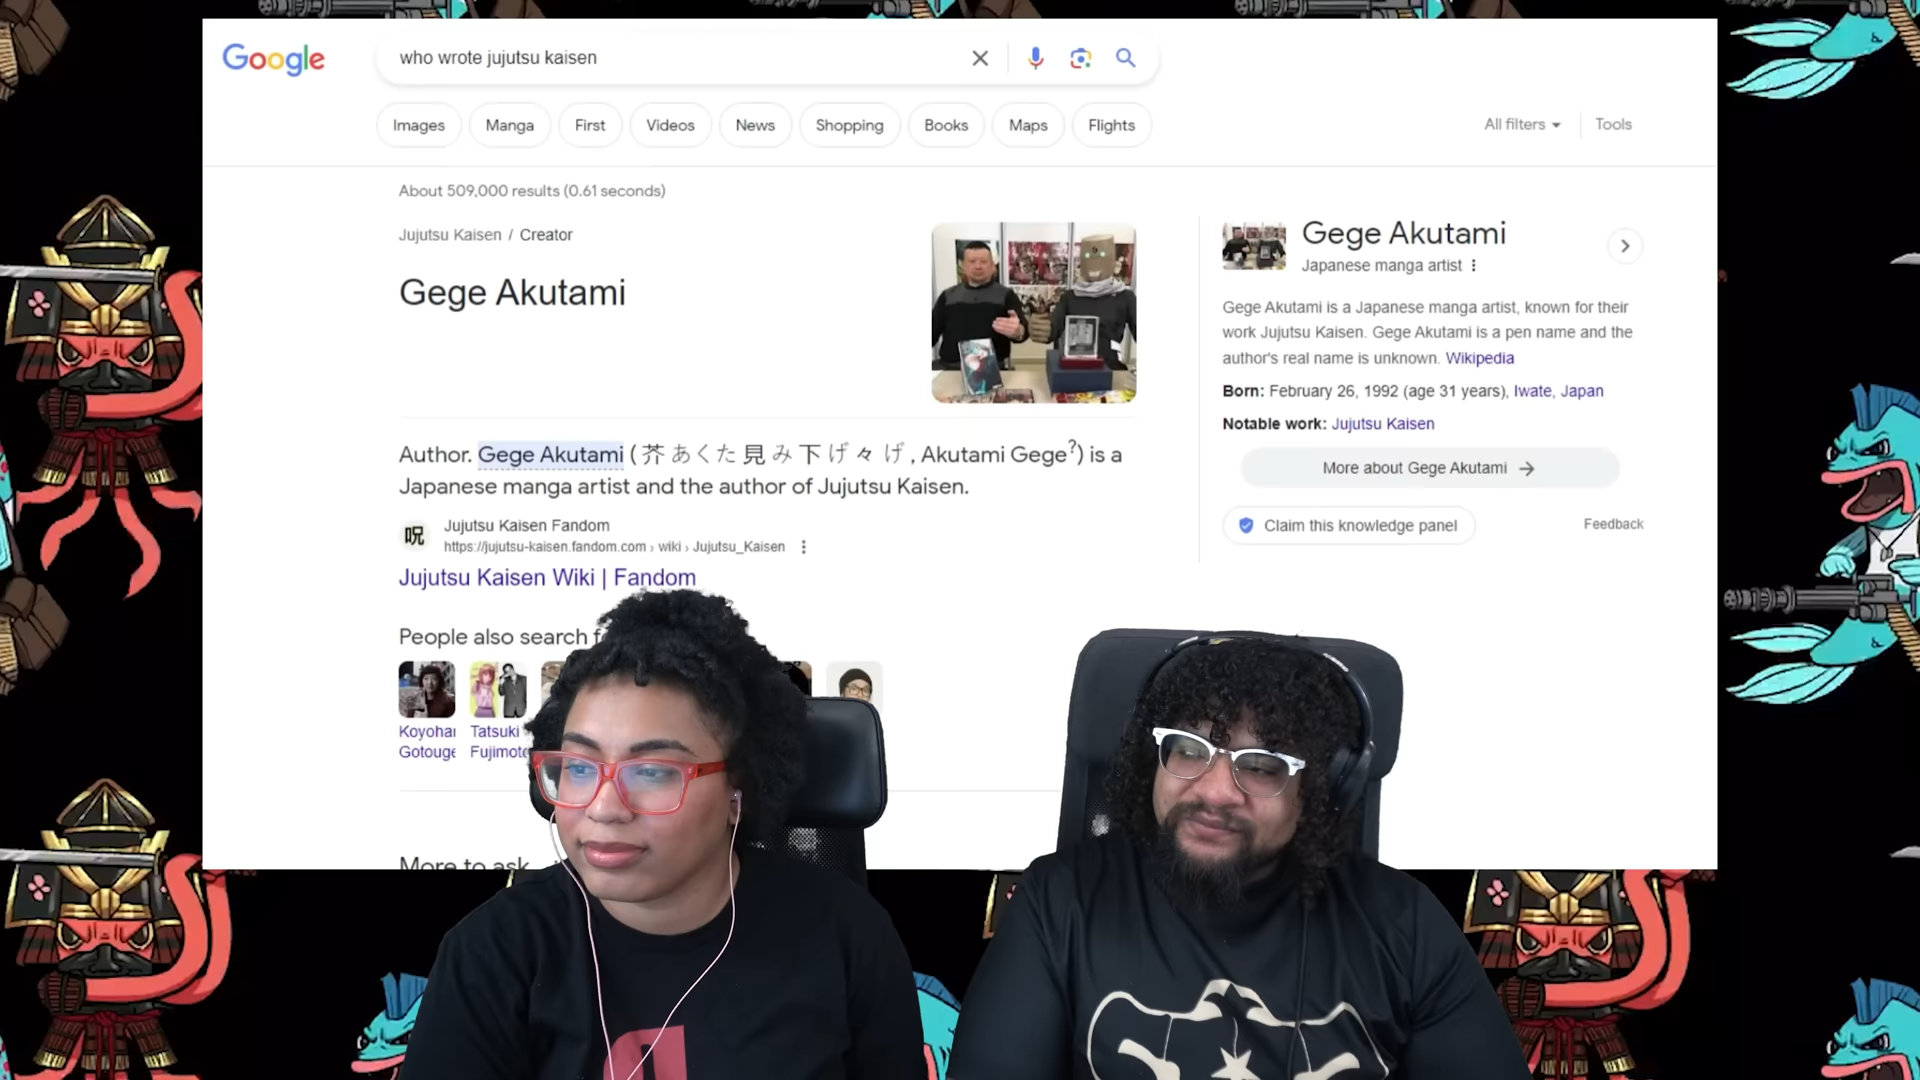 Google
who wrote jujutsu kaisen
Images
Manga
First
Videos
News
Shopping
Books
Maps
Flights
All filters
Tools
About 509,000 results (0.61 seconds)
Jujutsu Kaisen / Creator
Gege Akutami
Author. Gege Akutami (芥あくた見み下げ々げ, Akutami Gege?) is a
Japanese manga artist and the author of Jujutsu Kaisen.
呪
Jujutsu Kaisen Fandom
https://jujutsu-kaisen.fandom.com › wiki › Jujutsu_Kaisen
Jujutsu Kaisen Wiki | Fandom
People also search f
Koyohar
Gotouge
Tatsuki
Fujimoto
More to ask
Gege Akutami
Japanese manga artist
Gege Akutami is a Japanese manga artist, known for their
work Jujutsu Kaisen. Gege Akutami is a pen name and the
author's real name is unknown. Wikipedia
Born: February 26, 1992 (age 31 years), Iwate, Japan
Notable work: Jujutsu Kaisen
More about Gege Akutami →
Claim this knowledge panel
Feedback